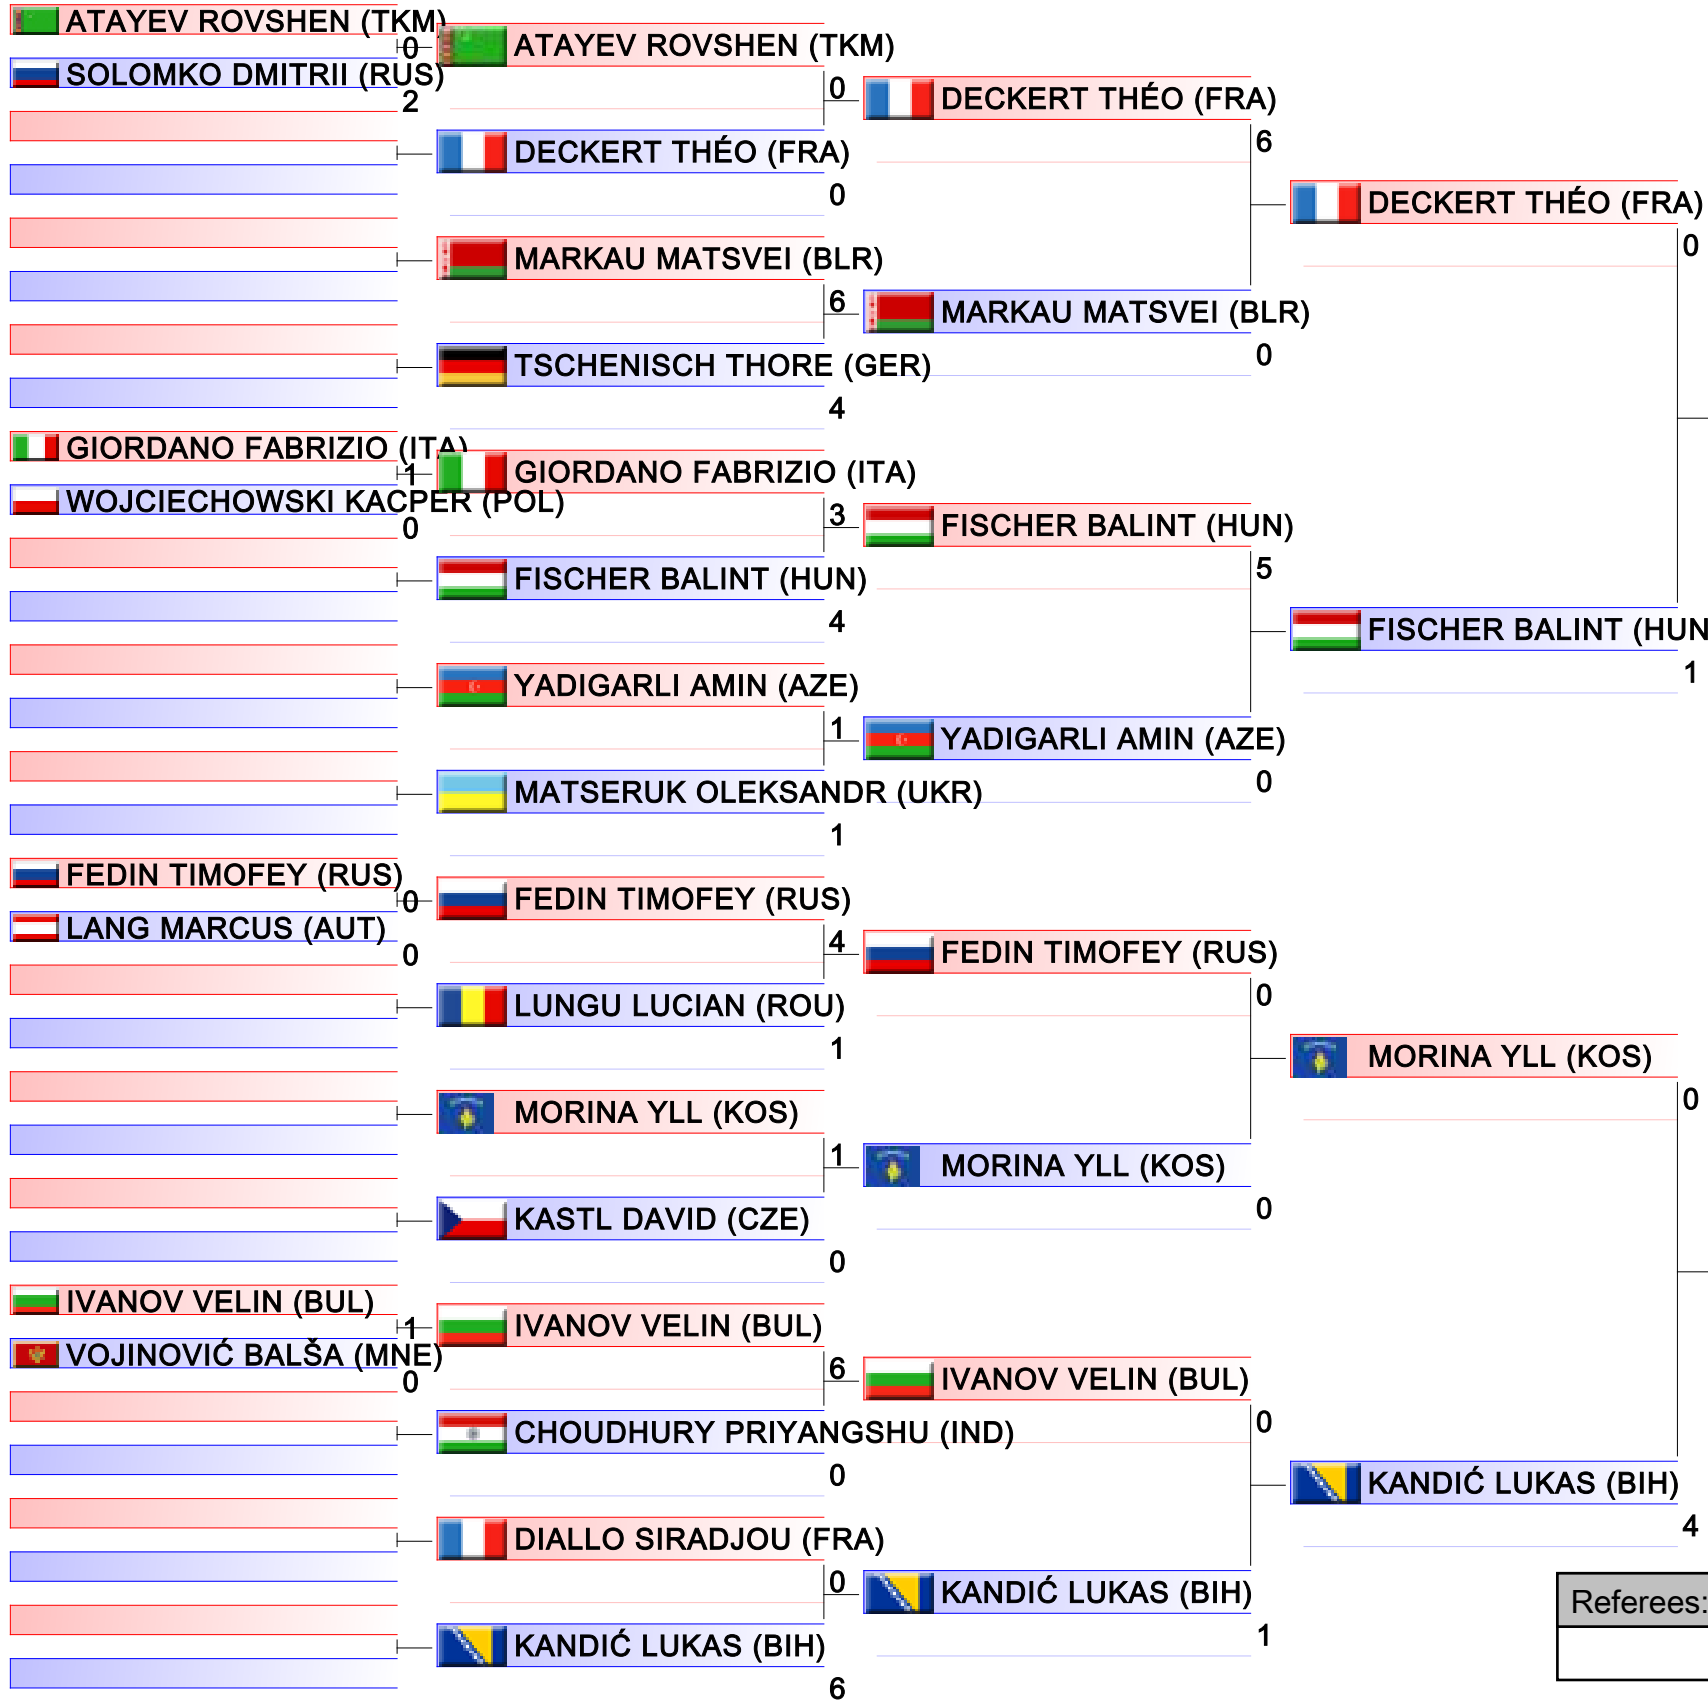 ATAYEV ROVSHEN (TKM)
0
SOLOMKO DMITRII (RUS)
2
GIORDANO FABRIZIO (ITA)
1
WOJCIECHOWSKI KACPER (POL)
0
FEDIN TIMOFEY (RUS)
0
LANG MARCUS (AUT)
0
IVANOV VELIN (BUL)
1
VOJINOVIĆ BALŠA (MNE)
0
ATAYEV ROVSHEN (TKM)
0
DECKERT THÉO (FRA)
0
MARKAU MATSVEI (BLR)
6
TSCHENISCH THORE (GER)
4
GIORDANO FABRIZIO (ITA)
3
FISCHER BALINT (HUN)
4
YADIGARLI AMIN (AZE)
1
MATSERUK OLEKSANDR (UKR)
1
FEDIN TIMOFEY (RUS)
4
LUNGU LUCIAN (ROU)
1
MORINA YLL (KOS)
1
KASTL DAVID (CZE)
0
IVANOV VELIN (BUL)
6
CHOUDHURY PRIYANGSHU (IND)
0
DIALLO SIRADJOU (FRA)
0
KANDIĆ LUKAS (BIH)
6
DECKERT THÉO (FRA)
6
MARKAU MATSVEI (BLR)
0
FISCHER BALINT (HUN)
5
YADIGARLI AMIN (AZE)
0
FEDIN TIMOFEY (RUS)
0
MORINA YLL (KOS)
0
IVANOV VELIN (BUL)
0
KANDIĆ LUKAS (BIH)
1
DECKERT THÉO (FRA)
0
FISCHER BALINT (HUN
1
MORINA YLL (KOS)
0
KANDIĆ LUKAS (BIH)
4
Referees: